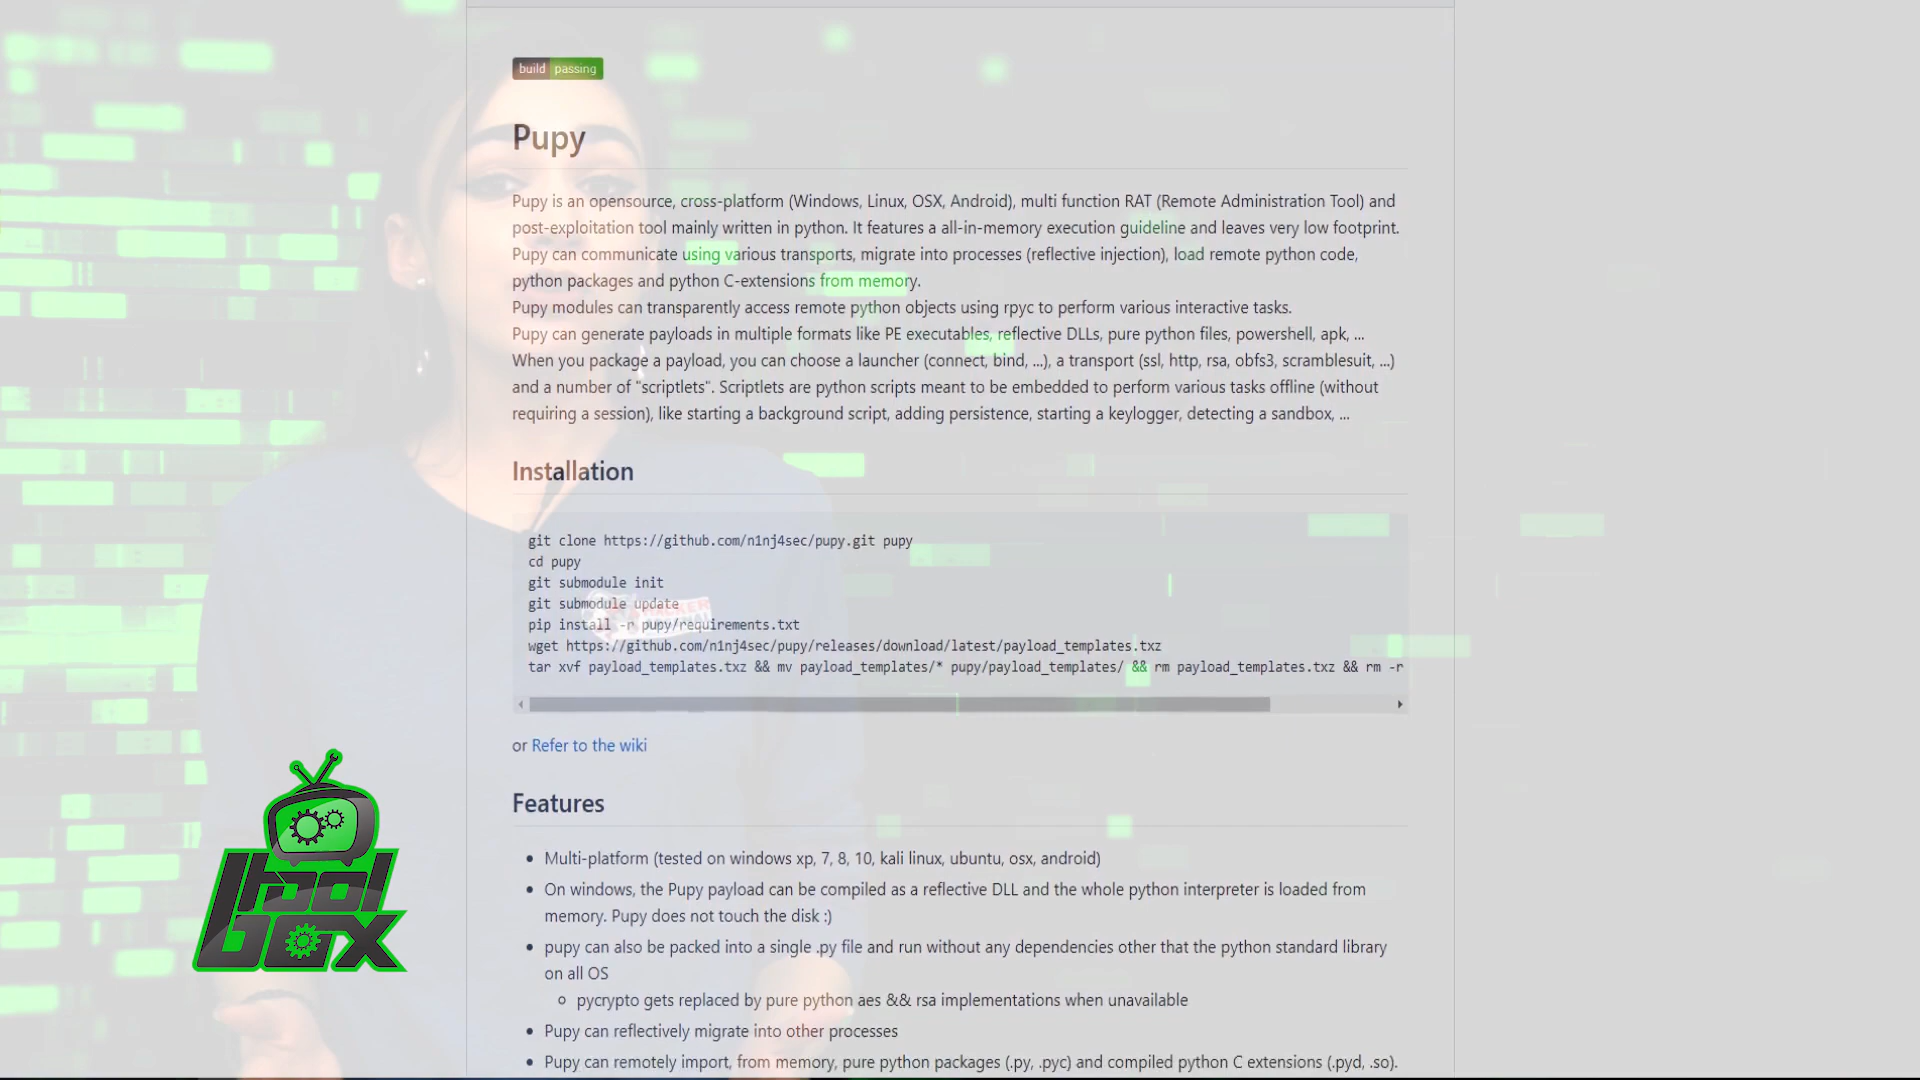 build passing
Pupy
Pupy is an opensource, cross-platform (Windows, Linux, OSX, Android), multi function RAT (Remote Administration Tool) and
post-exploitation tool mainly written in python. It features a all-in-memory execution guideline and leaves very low footprint.
Pupy can communicate using various transports, migrate into processes (reflective injection), load remote python code,
python packages and python C-extensions from memory.
Pupy modules can transparently access remote python objects using rpyc to perform various interactive tasks.
Pupy can generate payloads in multiple formats like PE executables, reflective DLLs, pure python files, powershell, apk, ...
When you package a payload, you can choose a launcher (connect, bind, ...), a transport (ssl, http, rsa, obfs3, scramblesuit, ...)
and a number of "scriptlets". Scriptlets are python scripts meant to be embedded to perform various tasks offline (without
requiring a session), like starting a background script, adding persistence, starting a keylogger, detecting a sandbox, ...
Installation
git clone https://github.com/n1nj4sec/pupy.git pupy
cd pupy
git submodule init
git submodule update
pip install -r pupy/requirements.txt
wget https://github.com/n1nj4sec/pupy/releases/download/latest/payload_templates.txz
tar xvf payload_templates.txz && mv payload_templates/* pupy/payload_templates/ && rm payload_templates.txz && rm -r
or Refer to the wiki
Features
Multi-platform (tested on windows xp, 7, 8, 10, kali linux, ubuntu, osx, android)
On windows, the Pupy payload can be compiled as a reflective DLL and the whole python interpreter is loaded from
memory. Pupy does not touch the disk :)
pupy can also be packed into a single .py file and run without any dependencies other that the python standard library
on all OS
pycrypto gets replaced by pure python aes && rsa implementations when unavailable
Pupy can reflectively migrate into other processes
Pupy can remotely import, from memory, pure python packages (.py, .pyc) and compiled python C extensions (.pyd, .so).
tool
box